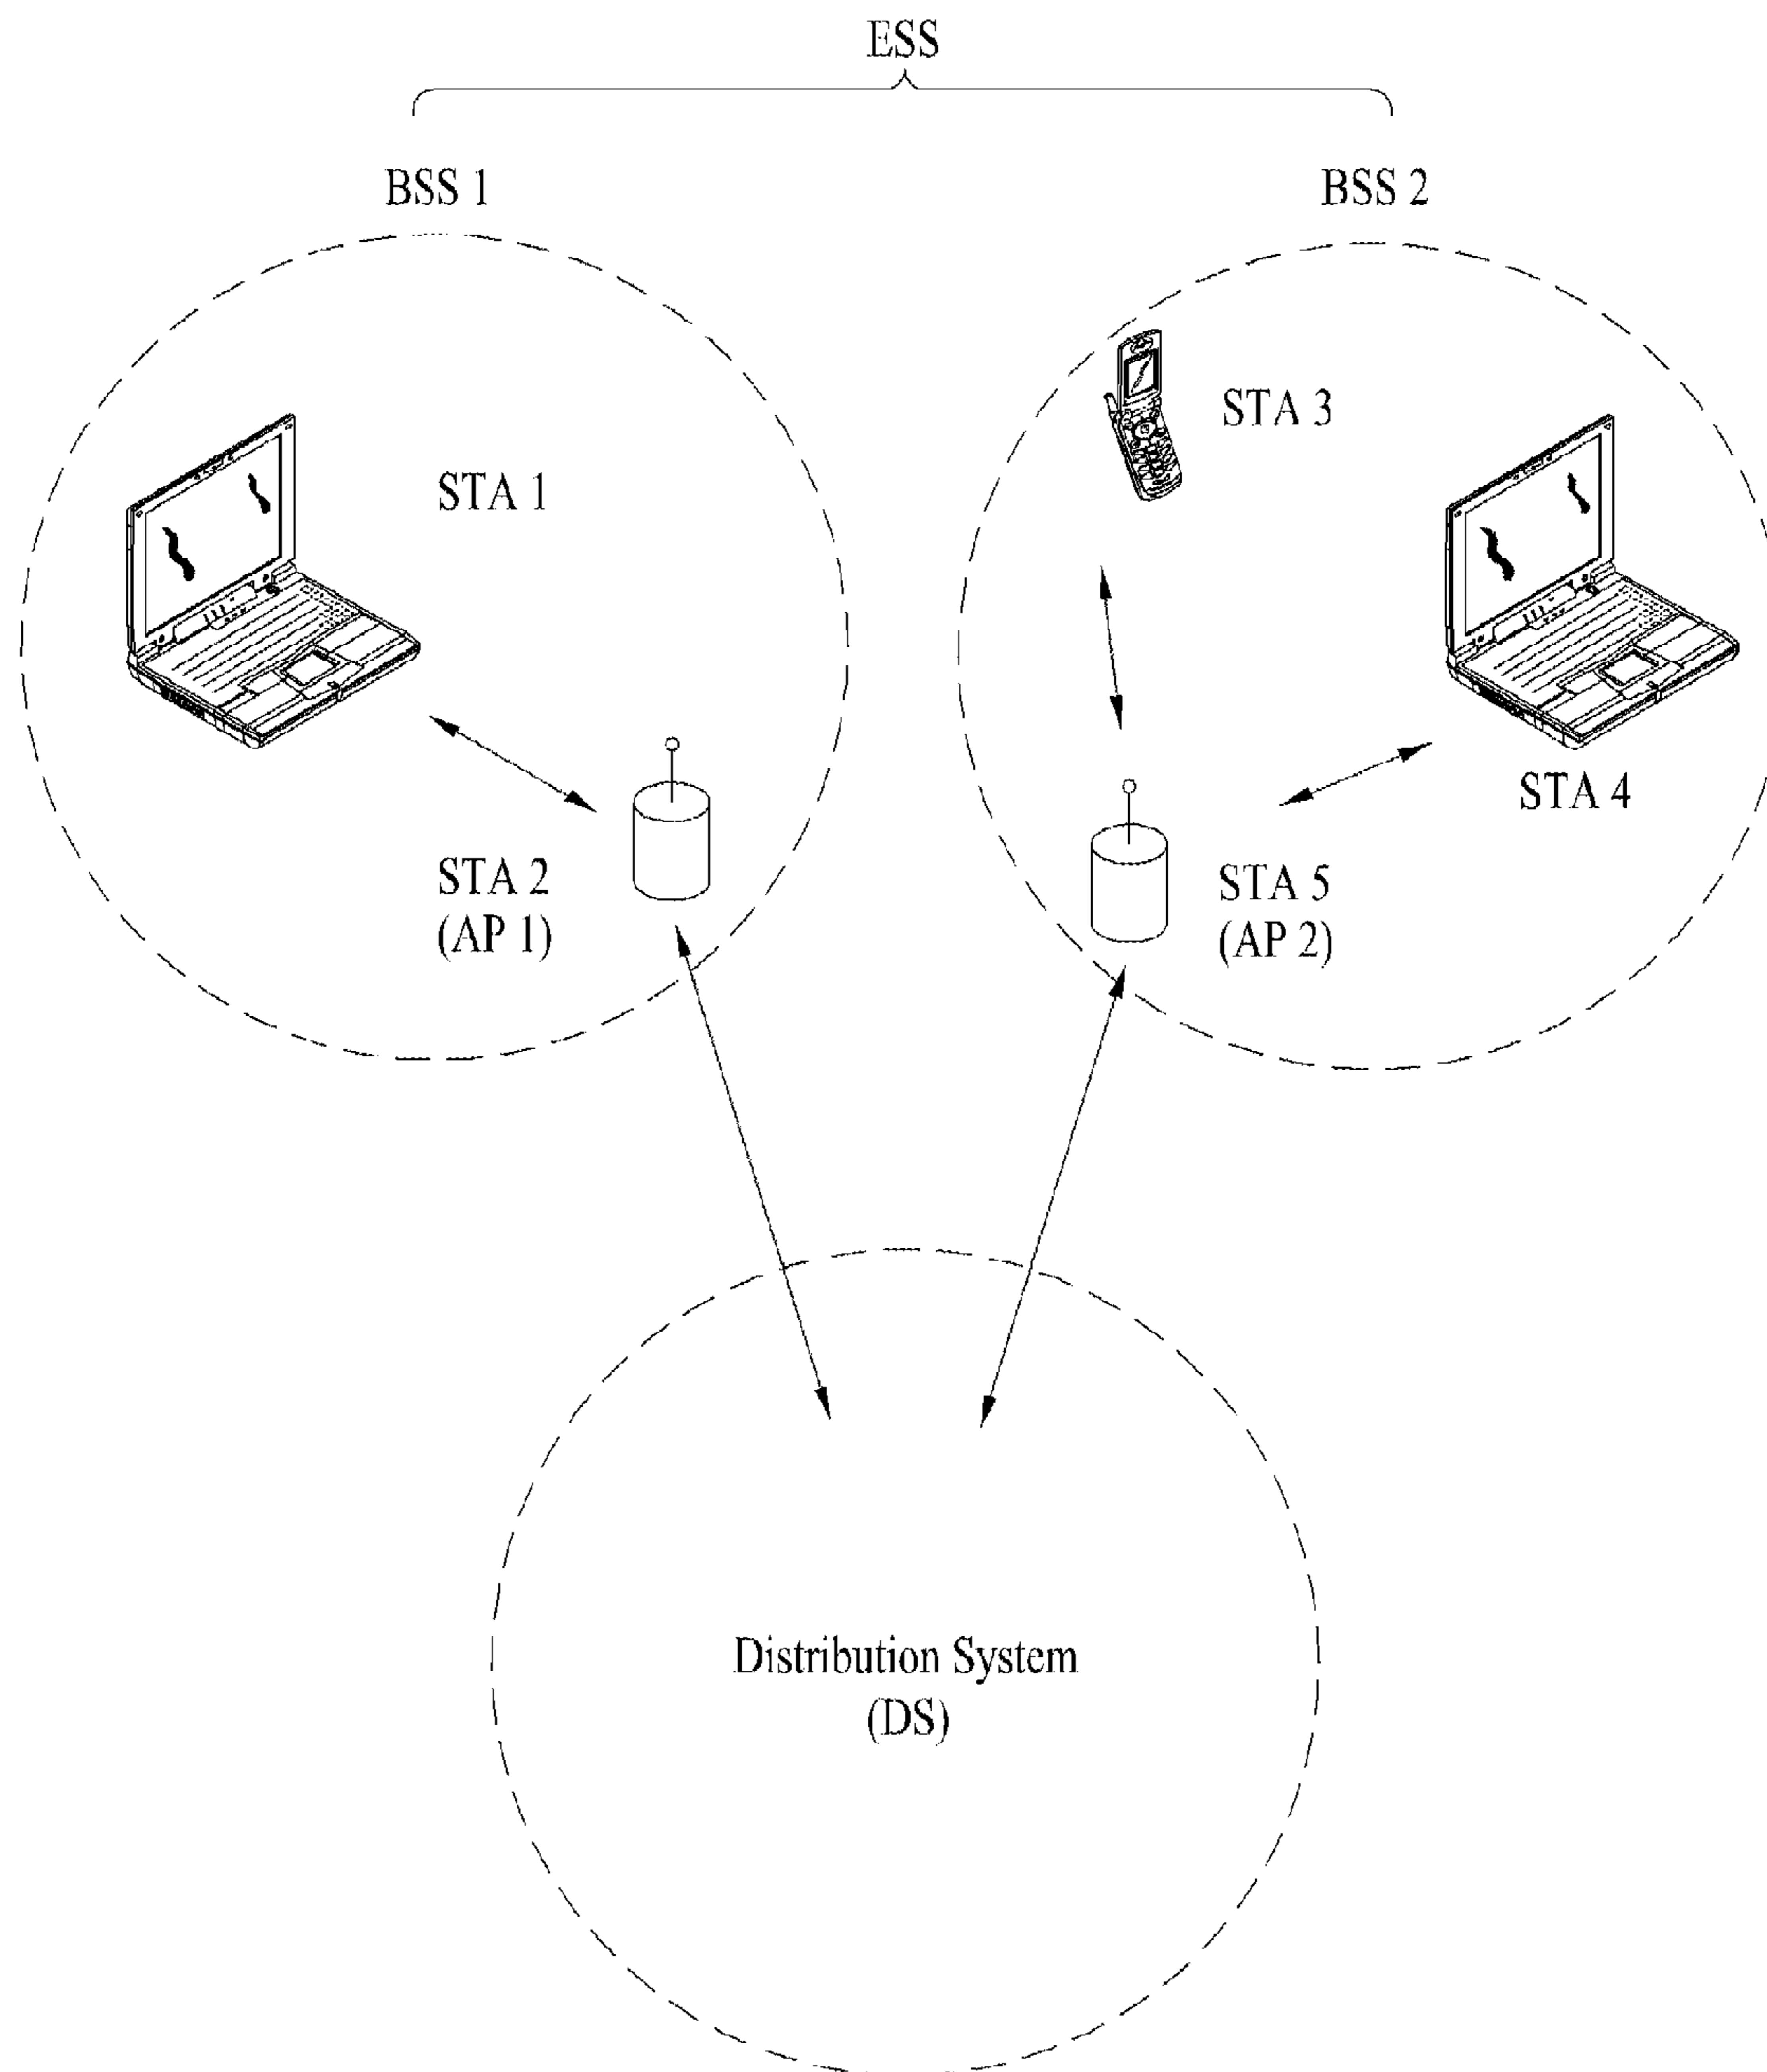 ESS
BSS 1
BSS 2
STA 3
STA 1
STA 4
STA 2
(AP 1)
STA 5
(AP 2)
Distribution System
(DS)